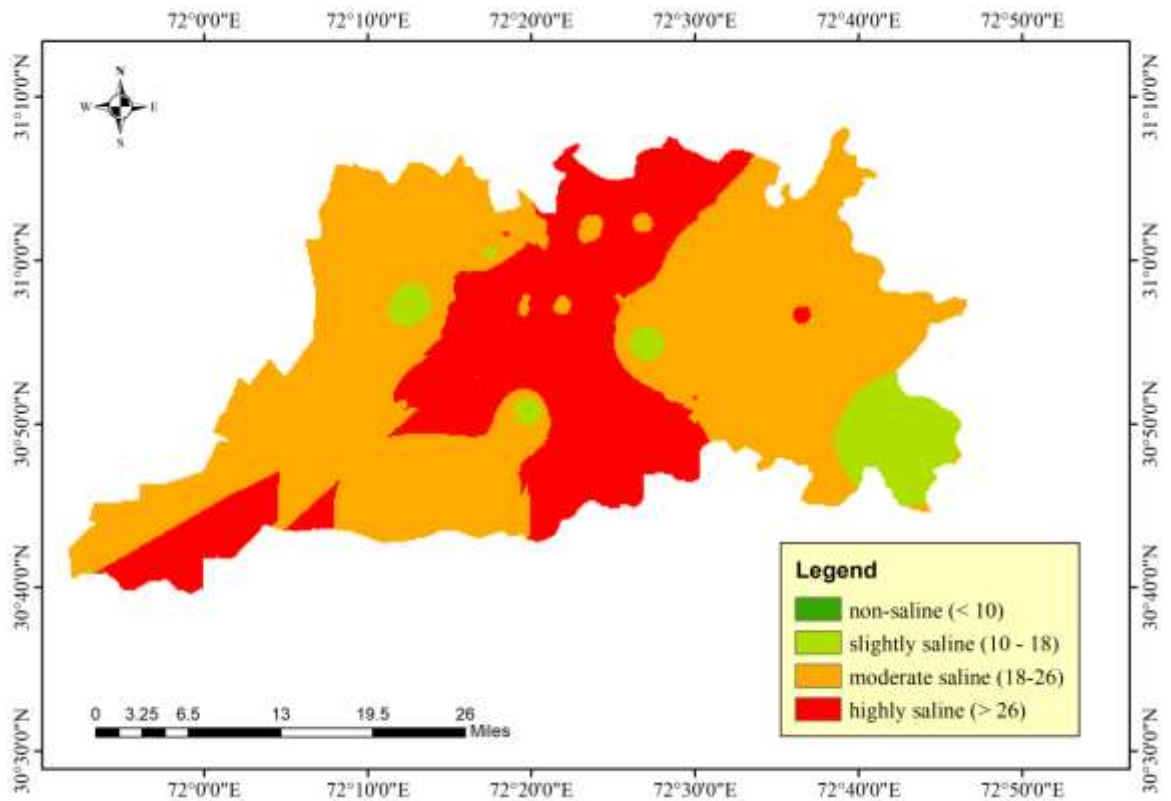 72°0'0"E 72°10'0"E 72°20'0"E 72°30'0"E 72°40'0"E 72°50'0"E
N
W E
S
31°10'0"N 31°10'0"N
31°0'0"N 31°0'0"N
30°50'0"N 30°50'0"N
30°40'0"N 30°40'0"N
30°30'0"N 30°30'0"N
Legend
non-saline (< 10)
slightly saline (10 - 18)
moderate saline (18-26)
highly saline (> 26)
0 3.25 6.5 13 19.5 26
Miles
72°0'0"E 72°10'0"E 72°20'0"E 72°30'0"E 72°40'0"E 72°50'0"E